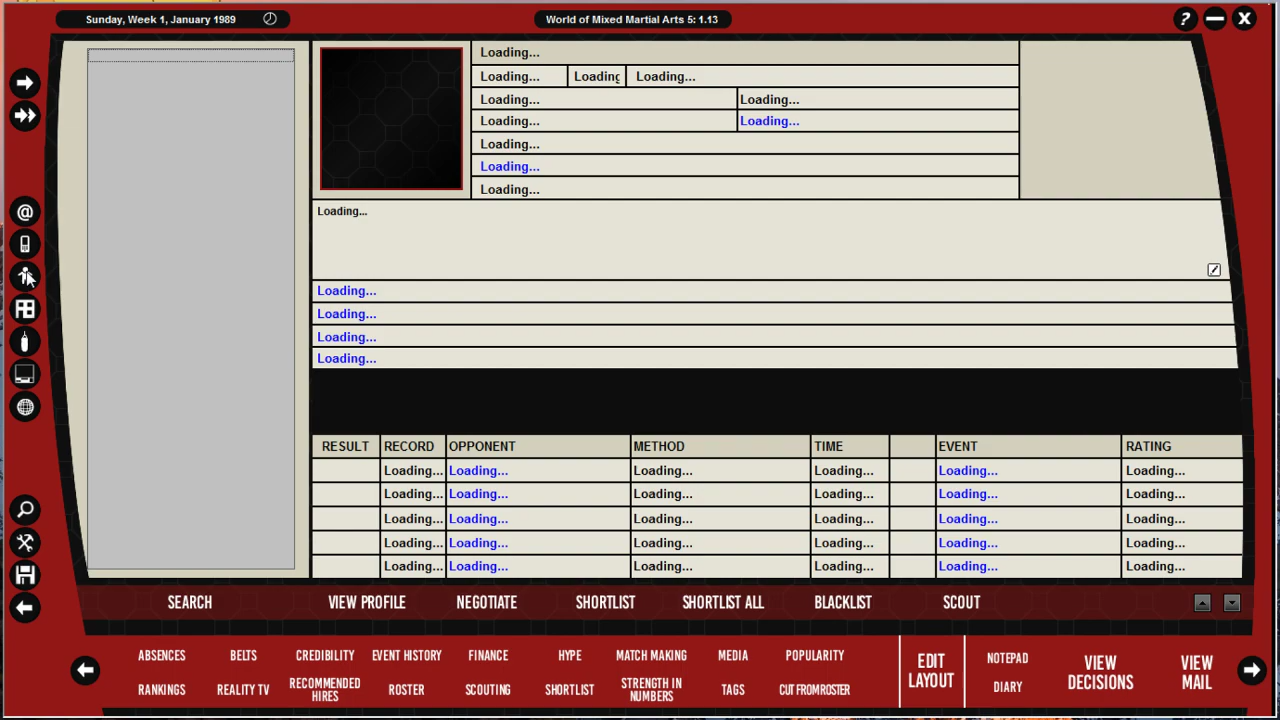 Sunday, Week 1, January 1989
World of Mixed Martial Arts 5: 1.13
?
Loading...
Loading... Loading Loading...
Loading... Loading...
Loading... Loading...
Loading...
Loading...
Loading...
Loading...
Loading...
Loading...
Loading...
Loading...
RESULT RECORD OPPONENT METHOD TIME EVENT RATING
Loading... Loading... Loading... Loading... Loading... Loading...
Loading... Loading... Loading... Loading... Loading... Loading...
Loading... Loading... Loading... Loading... Loading... Loading...
Loading... Loading... Loading... Loading... Loading... Loading...
Loading... Loading... Loading... Loading... Loading... Loading...
SEARCH VIEW PROFILE NEGOTIATE SHORTLIST SHORTLIST ALL BLACKLIST SCOUT
ABSENCES BELTS CREDIBILITY EVENT HISTORY FINANCE HYPE MATCH MAKING MEDIA POPULARITY
RANKINGS REALITY TV RECOMMENDED HIRES ROSTER SCOUTING SHORTLIST STRENGTH IN NUMBERS TAGS CUT FROM ROSTER
EDIT LAYOUT
NOTEPAD
DIARY
VIEW DECISIONS
VIEW MAIL